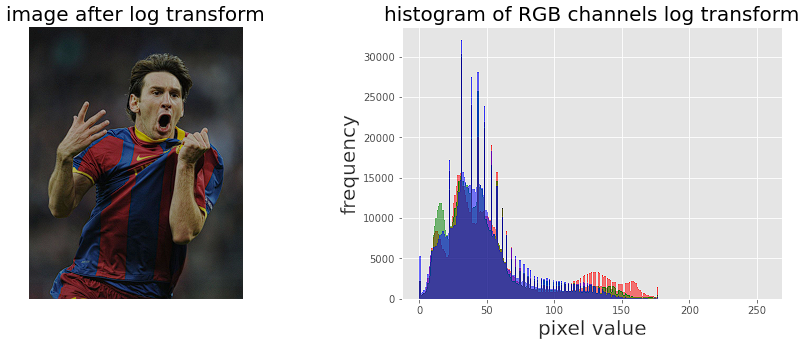 image after log transform
histogram of RGB channels log transform
frequency
30000
25000
20000
15000
10000
5000
0
0 50 100 150 200 250
pixel value